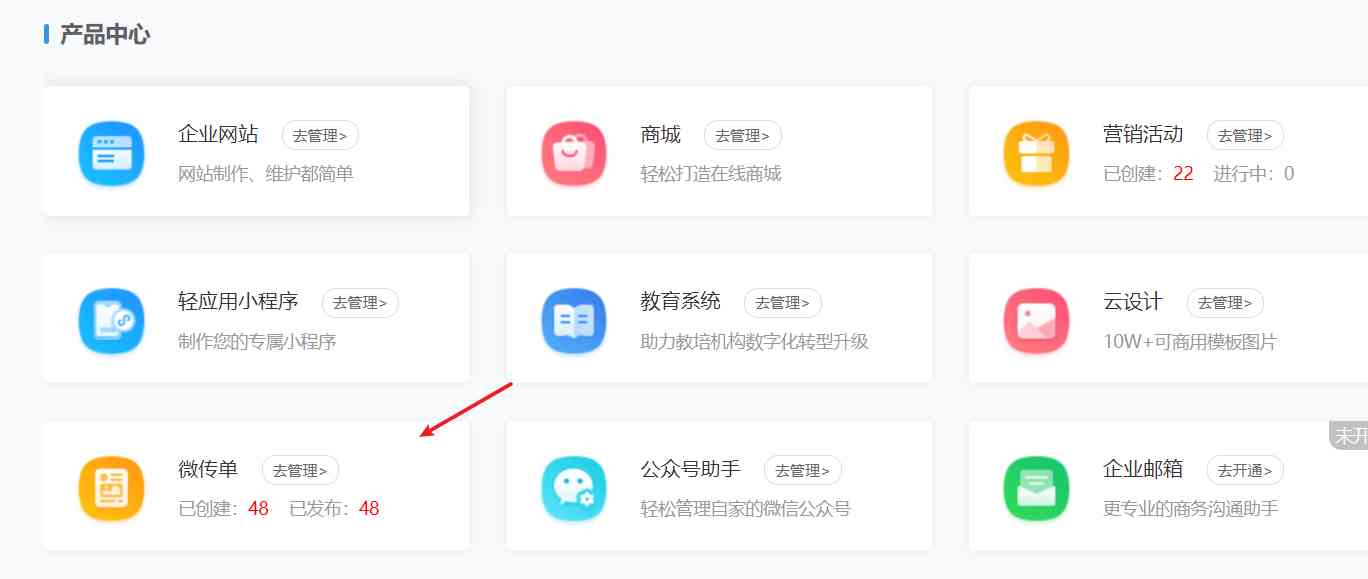 产品中心
企业网站 去管理>
网站制作、维护都简单
商城 去管理>
轻松打造在线商城
营销活动 去管理>
已创建：22 进行中：0
轻应用小程序 去管理>
制作您的专属小程序
教育系统 去管理>
助力教培机构数字化转型升级
云设计 去管理>
10W+可商用模板图片
微传单 去管理>
已创建：48 已发布：48
公众号助手 去管理>
轻松管理自家的微信公众号
未开
企业邮箱 去开通>
更专业的商务沟通助手